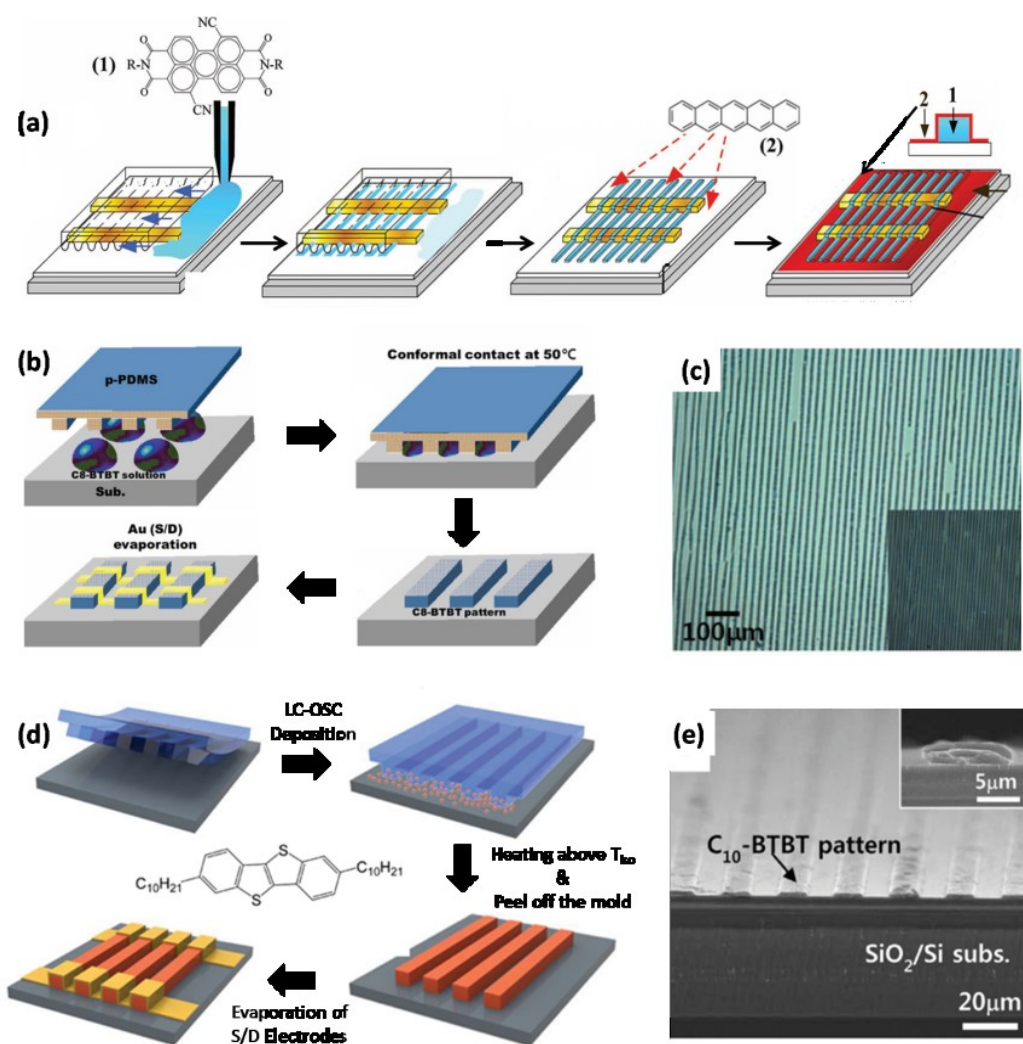 NC
O
O
(1)
R-N
N-R
O
O
CN
(a)
(2)
2
1
(b)
p-PDMS
C8-BTBT solution
Sub.
Conformal contact at 50°C
Au (S/D)
evaporation
C8-BTBT pattern
(c)
100μm
(d)
LC-OSC
Deposition
S
C10H21
C10H21
S
Heating above Tiso
&
Peel off the mold
Evaporation of
S/D Electrodes
(e)
5μm
C10-BTBT pattern
SiO2/Si subs.
20μm